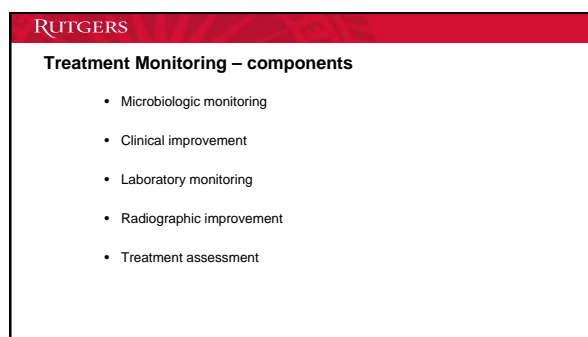 RUTGERS
Treatment Monitoring – components
• Microbiologic monitoring
• Clinical improvement
• Laboratory monitoring
• Radiographic improvement
• Treatment assessment